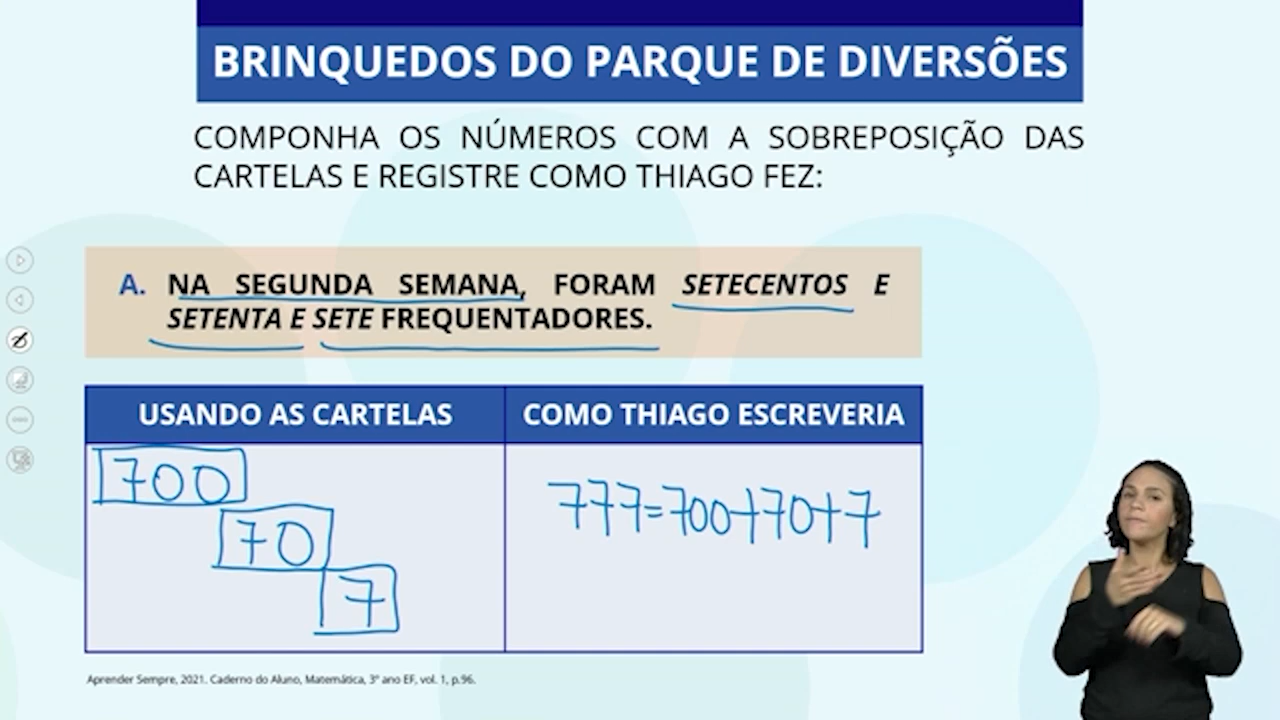 BRINQUEDOS DO PARQUE DE DIVERSÕES
COMPONHA OS NÚMEROS COM A SOBREPOSIÇÃO DAS
CARTELAS E REGISTRE COMO THIAGO FEZ:
A. NA SEGUNDA SEMANA, FORAM SETECENTOS E
SETENTA E SETE FREQUENTADORES.
USANDO AS CARTELAS
COMO THIAGO ESCREVERIA
700
70
7
777=700+70+7
Aprender Sempre, 2021. Caderno do Aluno, Matemática, 3º ano EF, vol. 1, p.96.